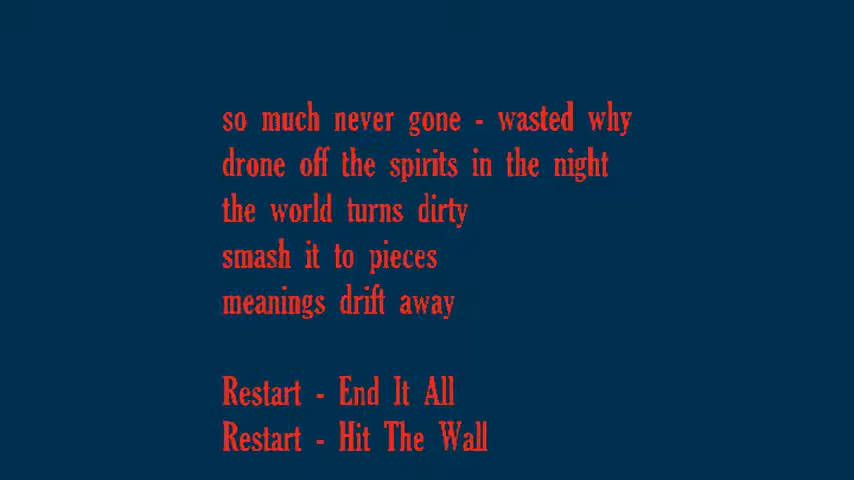 so much never gone - wasted why
drone off the spirits in the night
the world turns dirty
smash it to pieces
meanings drift away
Restart - End It All
Restart - Hit The Wall